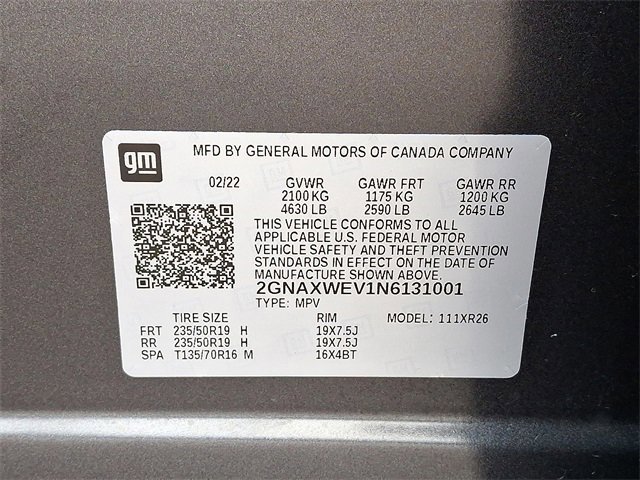 gm
MFD BY GENERAL MOTORS OF CANADA COMPANY
02/22 GVWR GAWR FRT GAWR RR
2100 KG 1175 KG 1200 KG
4630 LB 2590 LB 2645 LB
THIS VEHICLE CONFORMS TO ALL
APPLICABLE U.S. FEDERAL MOTOR
VEHICLE SAFETY AND THEFT PREVENTION
STANDARDS IN EFFECT ON THE DATE OF
MANUFACTURE SHOWN ABOVE.
2GNAXWEV1N6131001
TYPE: MPV
TIRE SIZE RIM MODEL: 111XR26
FRT 235/50R19 H 19X7.5J
RR 235/50R19 H 19X7.5J
SPA T135/70R16 M 16X4BT